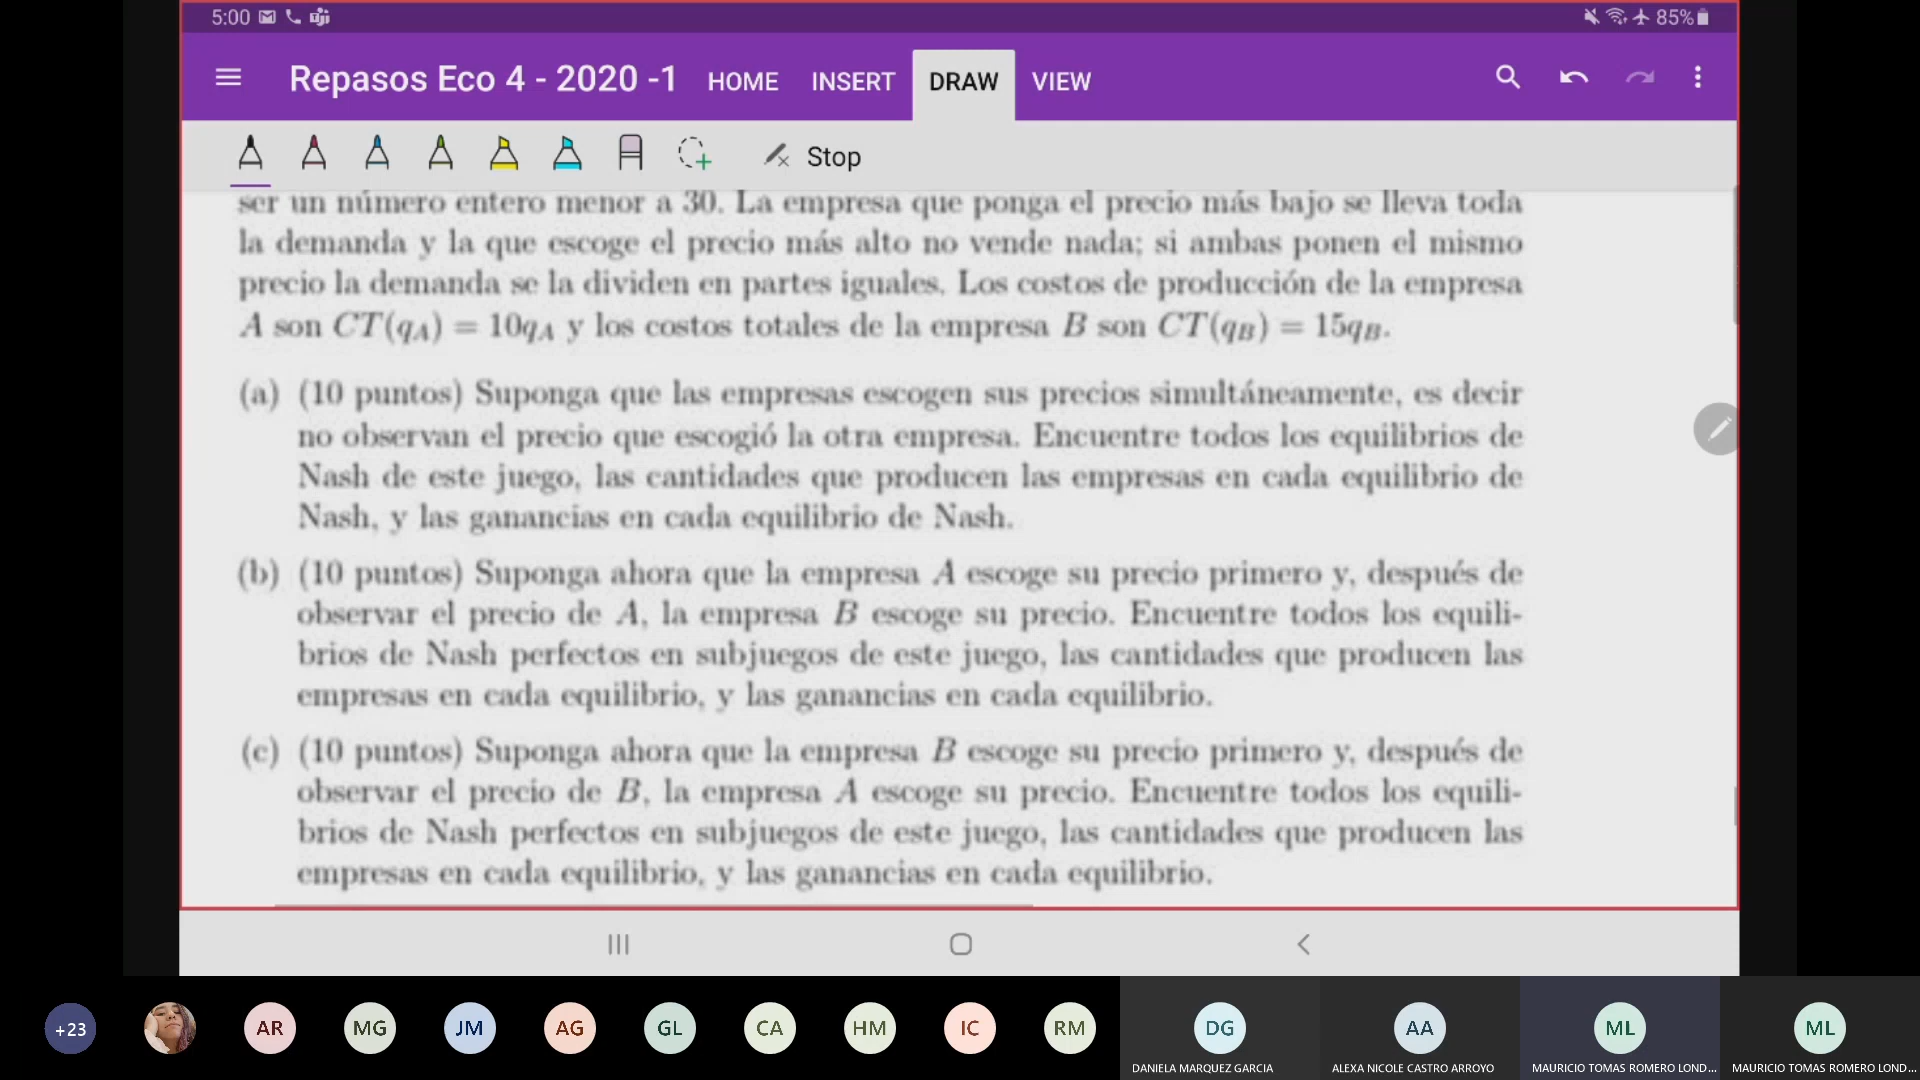 5:00
85%
Repasos Eco 4 - 2020 -1 HOME INSERT DRAW VIEW
Stop
ser un número entero menor a 30. La empresa que ponga el precio más bajo se lleva toda
la demanda y la que escoge el precio más alto no vende nada; si ambas ponen el mismo
precio la demanda se la dividen en partes iguales. Los costos de producción de la empresa
A son CT(q_A) = 10q_A y los costos totales de la empresa B son CT(q_B) = 15q_B.
(a) (10 puntos) Suponga que las empresas escogen sus precios simultáneamente, es decir
no observan el precio que escogió la otra empresa. Encuentre todos los equilibrios de
Nash de este juego, las cantidades que producen las empresas en cada equilibrio de
Nash, y las ganancias en cada equilibrio de Nash.
(b) (10 puntos) Suponga ahora que la empresa A escoge su precio primero y, después de
observar el precio de A, la empresa B escoge su precio. Encuentre todos los equili-
brios de Nash perfectos en subjuegos de este juego, las cantidades que producen las
empresas en cada equilibrio, y las ganancias en cada equilibrio.
(c) (10 puntos) Suponga ahora que la empresa B escoge su precio primero y, después de
observar el precio de B, la empresa A escoge su precio. Encuentre todos los equili-
brios de Nash perfectos en subjuegos de este juego, las cantidades que producen las
empresas en cada equilibrio, y las ganancias en cada equilibrio.
+23 AR MG JM AG GL CA HM IC RM DG AA ML ML
DANIELA MARQUEZ GARCIA ALEXA NICOLE CASTRO ARROYO MAURICIO TOMAS ROMERO LOND... MAURICIO TOMAS ROMERO LOND...